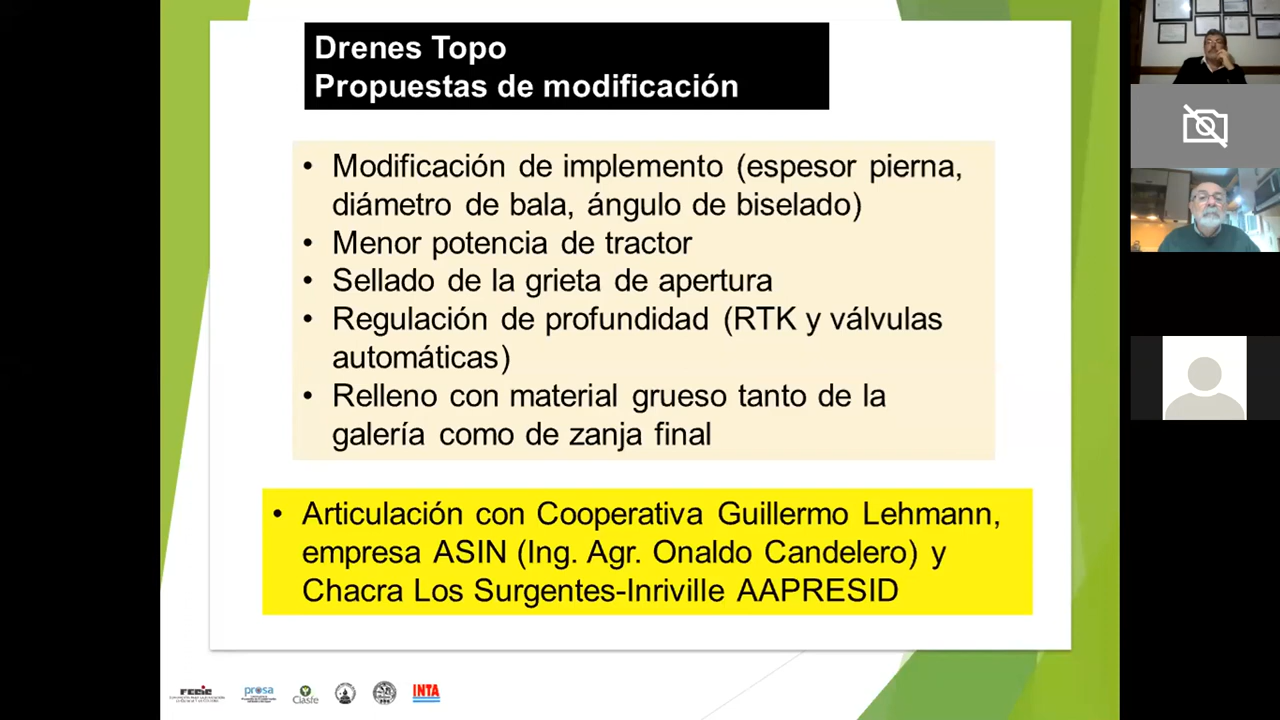 Drenes Topo
Propuestas de modificación
• Modificación de implemento (espesor pierna,
diámetro de bala, ángulo de biselado)
• Menor potencia de tractor
• Sellado de la grieta de apertura
• Regulación de profundidad (RTK y válvulas
automáticas)
• Relleno con material grueso tanto de la
galería como de zanja final
• Articulación con Cooperativa Guillermo Lehmann,
empresa ASIN (Ing. Agr. Onaldo Candelero) y
Chacra Los Surgentes-Inriville AAPRESID
prosa
Clasfe
INTA